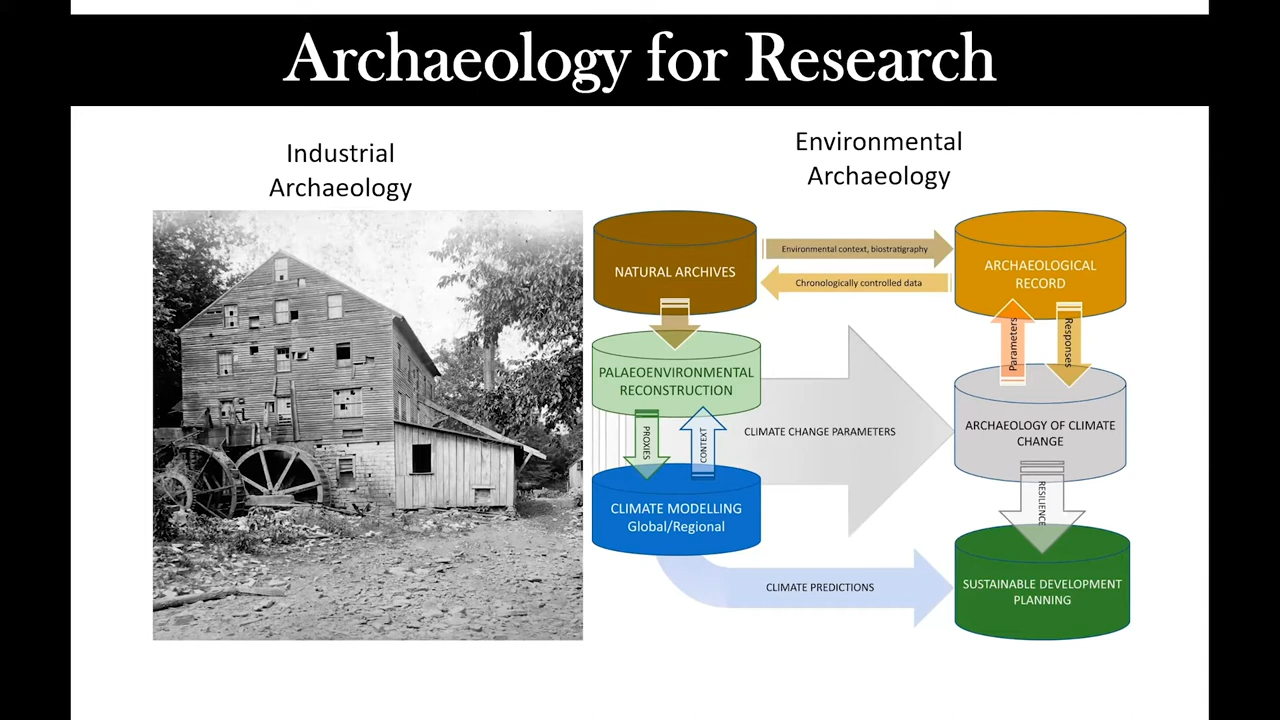 Archaeology for Research
Industrial
Archaeology
Environmental
Archaeology
NATURAL ARCHIVES
Environmental context, biostratigraphy
Chronologically controlled data
ARCHAEOLOGICAL
RECORD
Parameters
Responses
PALAEOENVIRONMENTAL
RECONSTRUCTION
PROXIES
CONTEXT
CLIMATE CHANGE PARAMETERS
ARCHAEOLOGY OF CLIMATE
CHANGE
RESILIENCE
CLIMATE MODELLING
Global/Regional
CLIMATE PREDICTIONS
SUSTAINABLE DEVELOPMENT
PLANNING